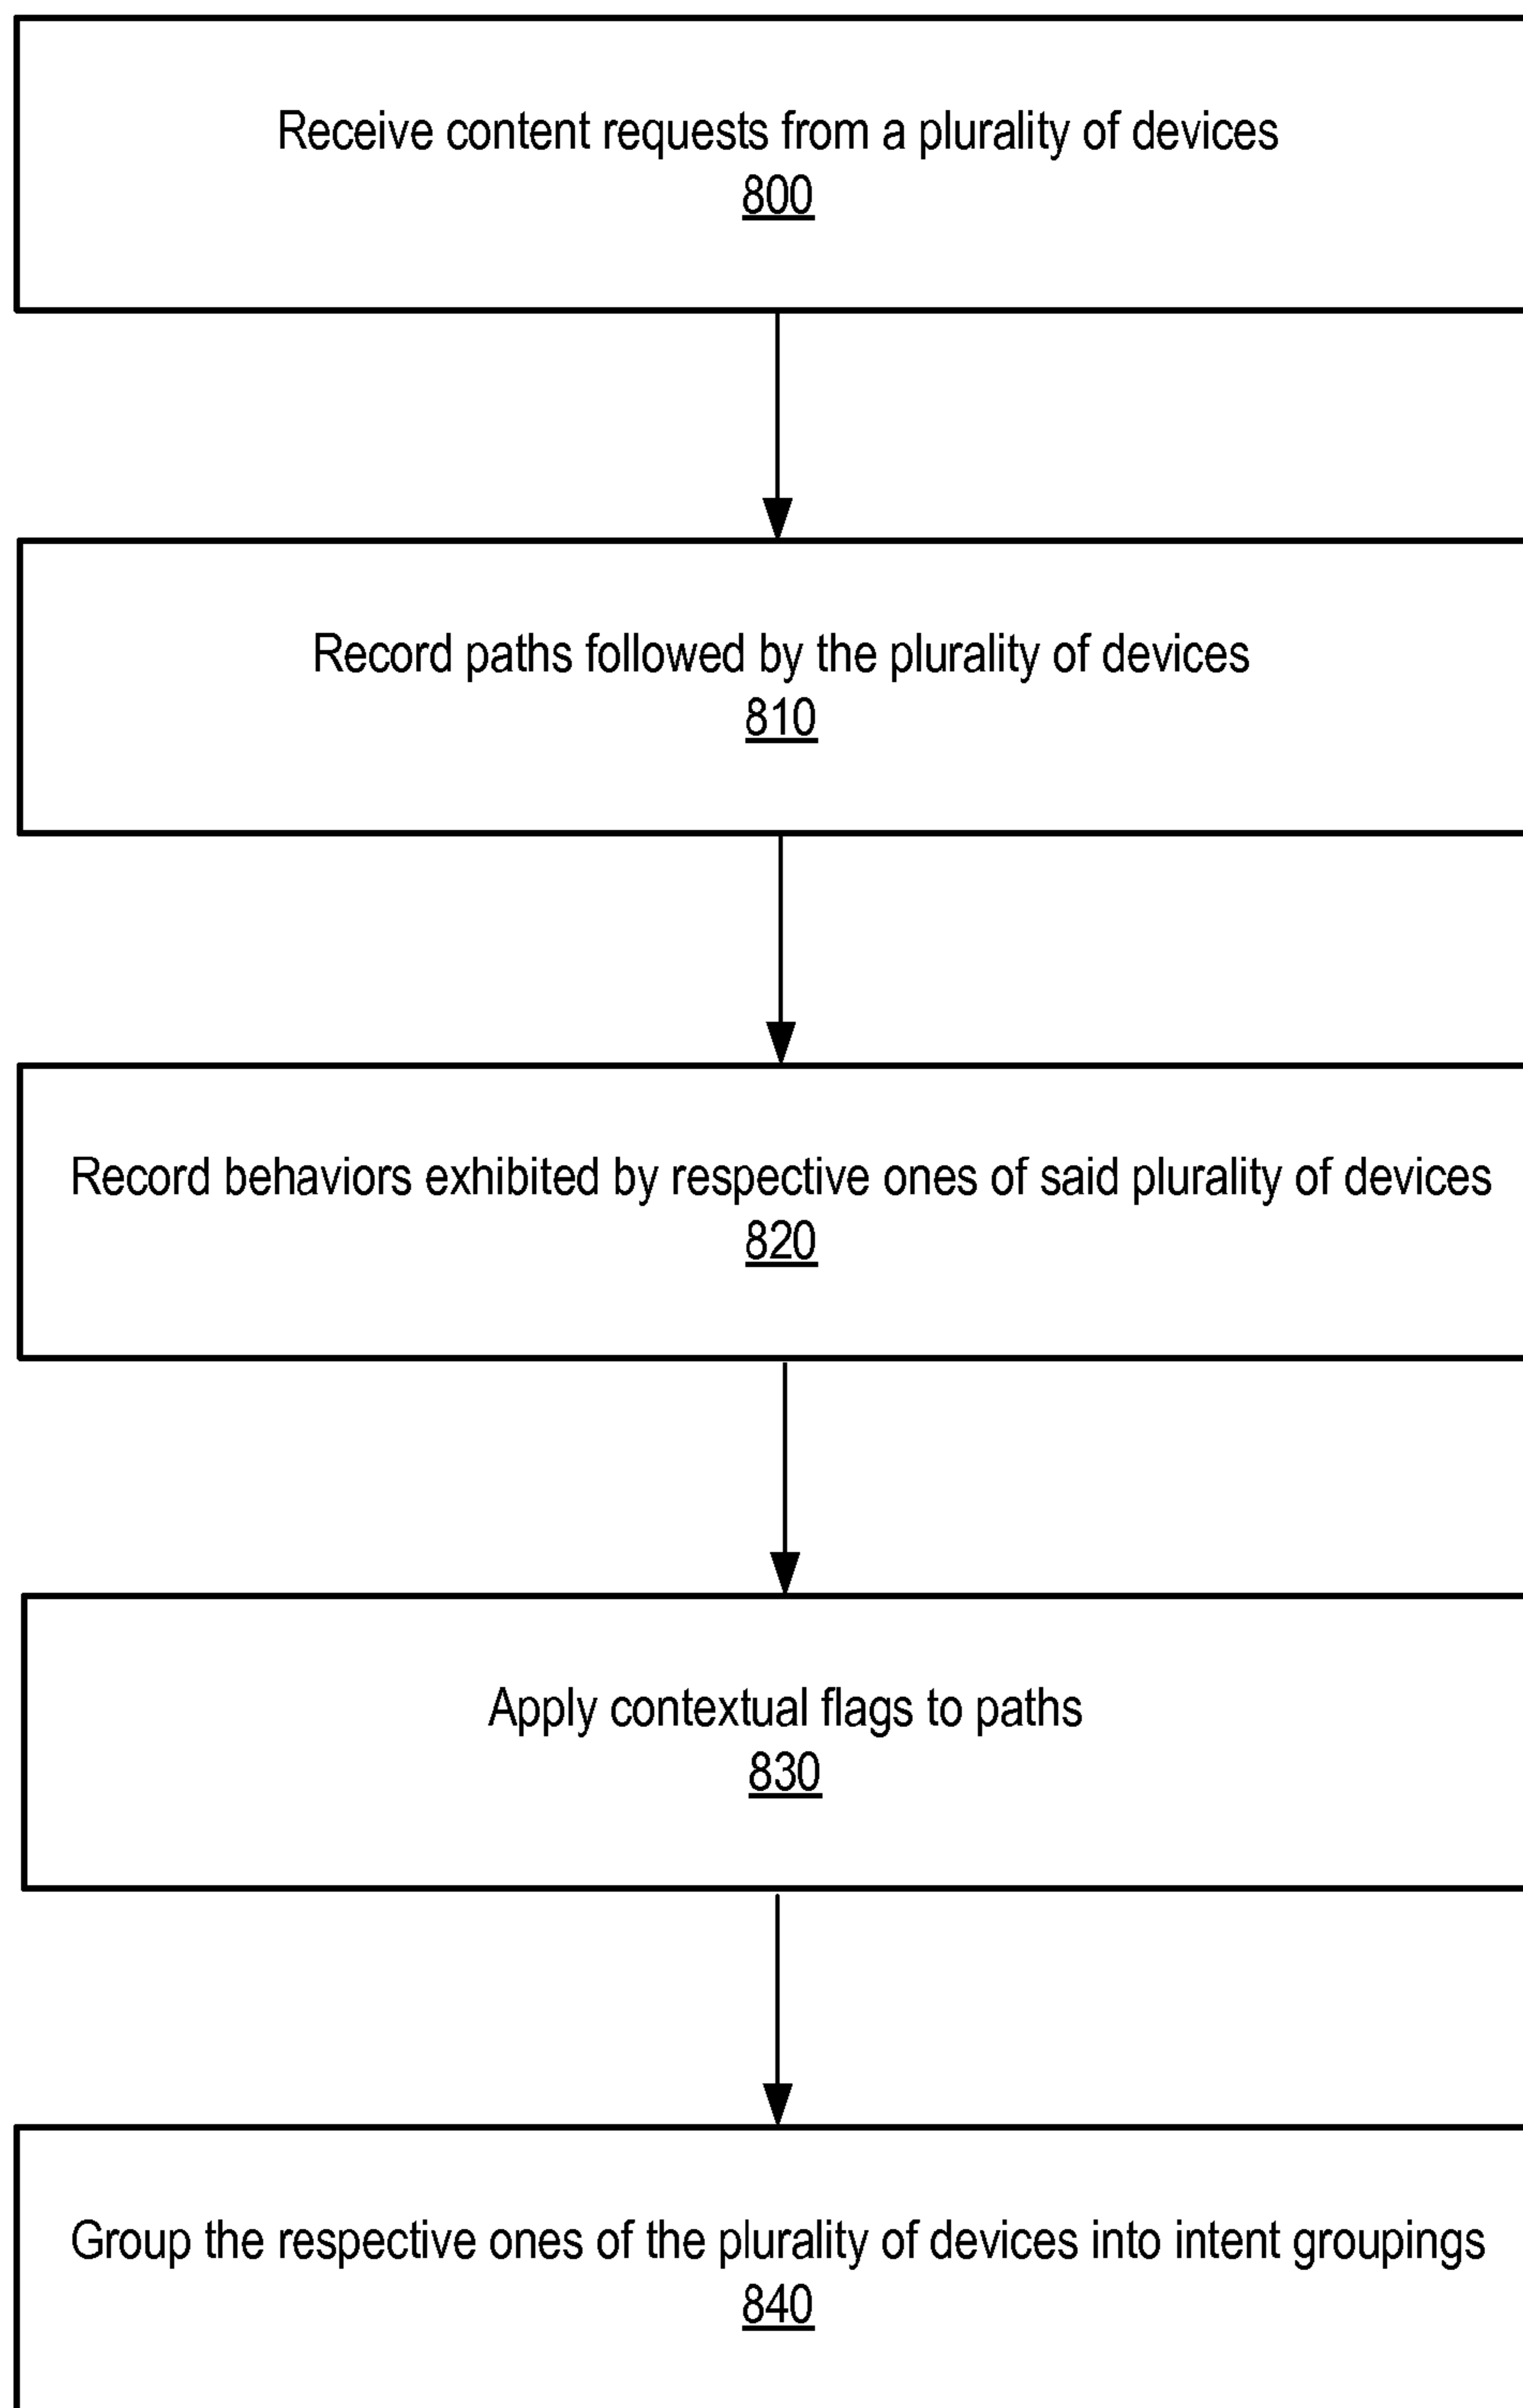 Receive content requests from a plurality of devices
800
Record paths followed by the plurality of devices
810
Record behaviors exhibited by respective ones of said plurality of devices
820
Apply contextual flags to paths
830
Group the respective ones of the plurality of devices into intent groupings
840